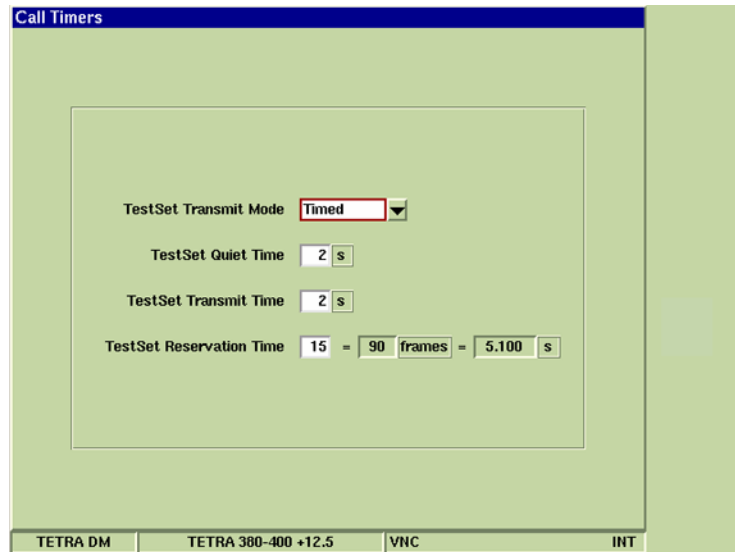 Call Timers
TestSet Transmit Mode Timed
TestSet Quiet Time 2 s
TestSet Transmit Time 2 s
TestSet Reservation Time 15 = 90 frames = 5.100 s
TETRA DM TETRA 380-400 +12.5 VNC INT